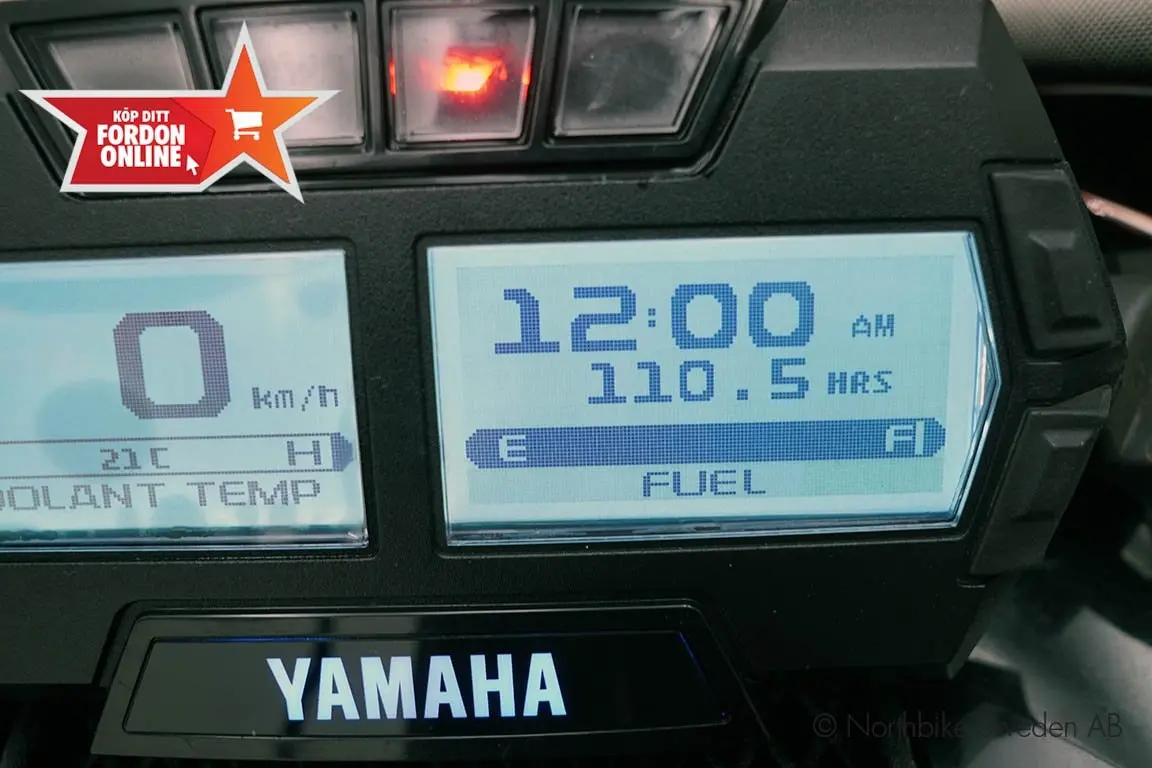 KÖP DITT
FORDON
ONLINE
0 km/h
21C H
COOLANT TEMP
12:00 AM
110.5 HRS
E F
FUEL
YAMAHA
© Northbike Sweden AB